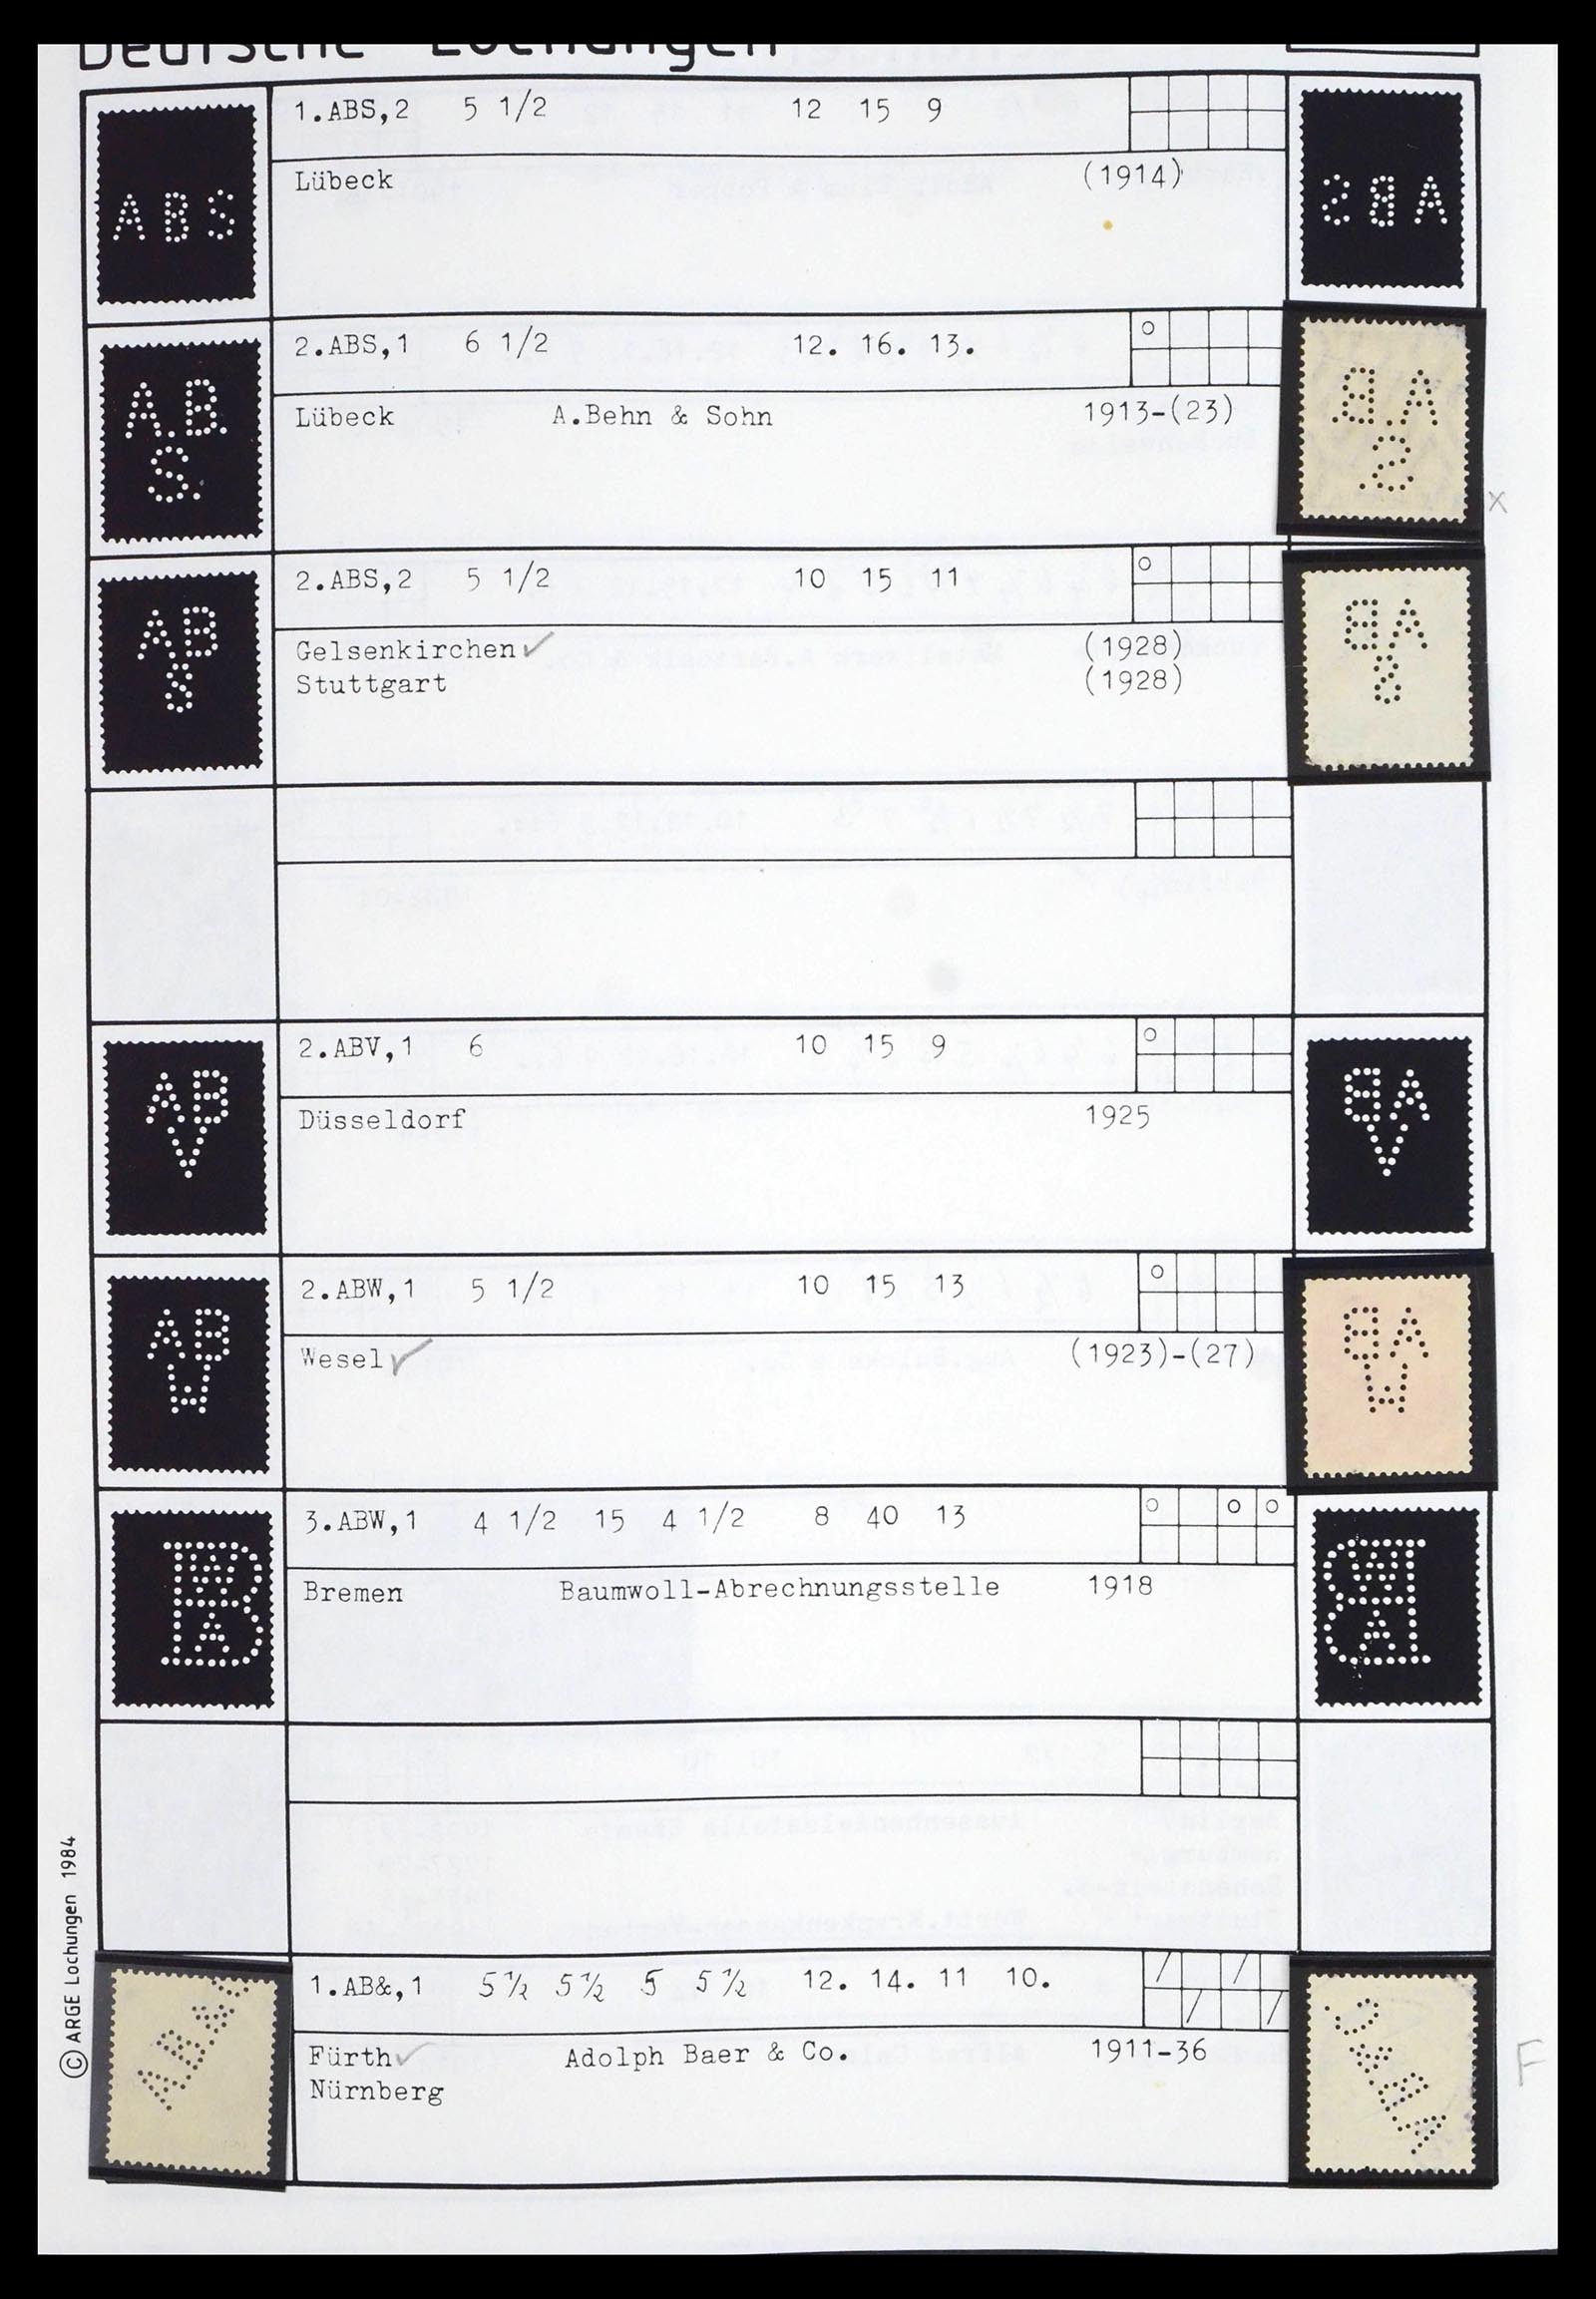 Deutsche Lochungen
1.ABS,2 5 1/2 12 15 9
Lübeck (1914)
ABS
ABS
2.ABS,1 6 1/2 12. 16. 13.
Lübeck A.Behn & Sohn 1913-(23)
A.B.
S.
A.B.
S.
x
2.ABS,2 5 1/2 10 15 11
Gelsenkirchen✓ (1928)
Stuttgart (1928)
AB
S
AB
S
2.ABV,1 6 10 15 9
Düsseldorf 1925
AB
V
AB
V
2.ABW,1 5 1/2 10 15 13
Wesel✓ (1923)-(27)
AB
W
AB
W
3.ABW,1 4 1/2 15 4 1/2 8 40 13
Bremen Baumwoll-Abrechnungsstelle 1918
1.AB&,1 5½ 5½ 5 5½ 12. 14. 11 10.
Fürth✓ Adolph Baer & Co. 1911-36
Nürnberg
F
© ARGE Lochungen 1984